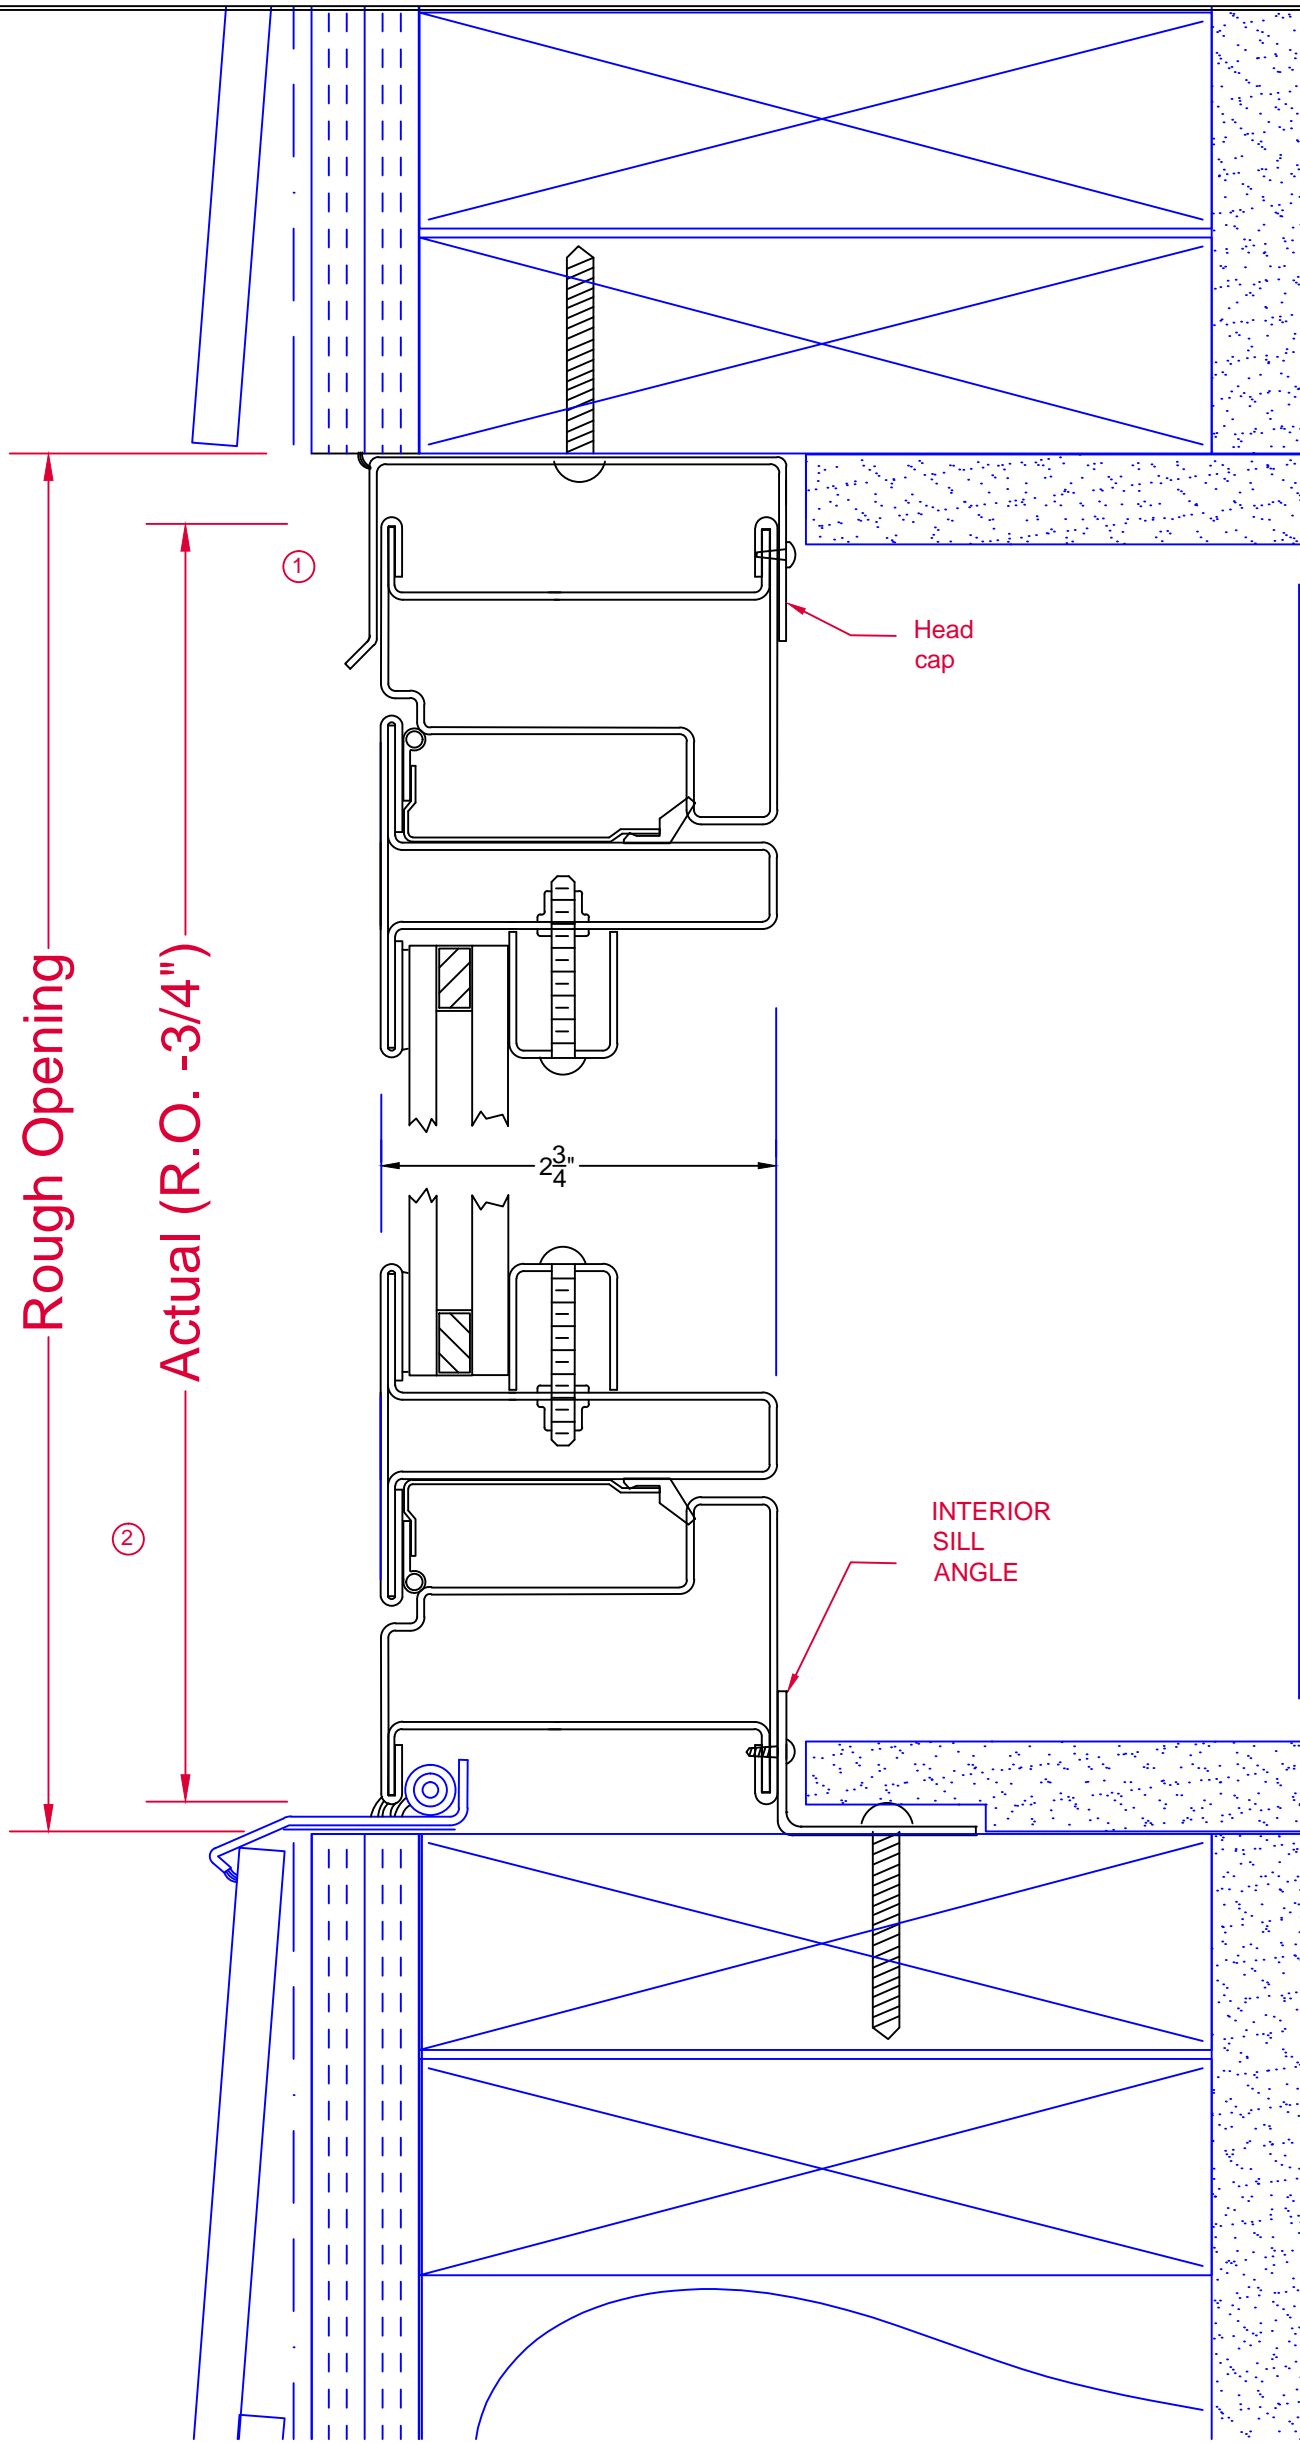 1
Head
cap
Rough Opening
Actual (R.O. -3/4")
2 3/4"
INTERIOR
SILL
ANGLE
2